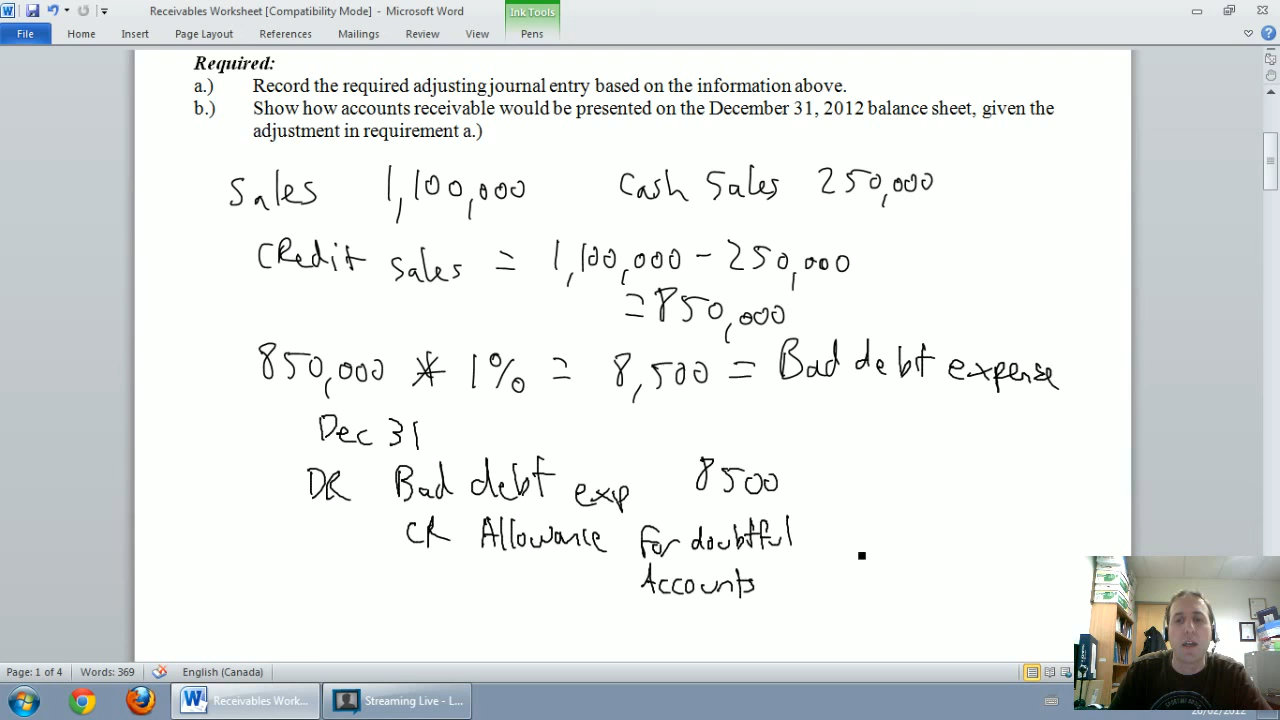 Receivables Worksheet [Compatibility Mode] - Microsoft Word
Ink Tools
File Home Insert Page Layout References Mailings Review View Pens
Required:
a.) Record the required adjusting journal entry based on the information above.
b.) Show how accounts receivable would be presented on the December 31, 2012 balance sheet, given the
adjustment in requirement a.)
Sales 1,100,000 Cash Sales 250,000
CRedit sales = 1,100,000 - 250,000
= 850,000
850,000 * 1% = 8,500 = Bad debt expense
Dec 31
DR Bad debt exp 8500
CR Allowance For doubtful
Accounts
Page: 1 of 4 Words: 369 English (Canada)
Receivables Work... Streaming Live - L...